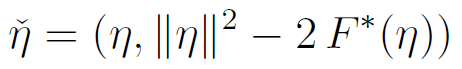 η̌ = (η, ‖η‖² − 2 F*(η))